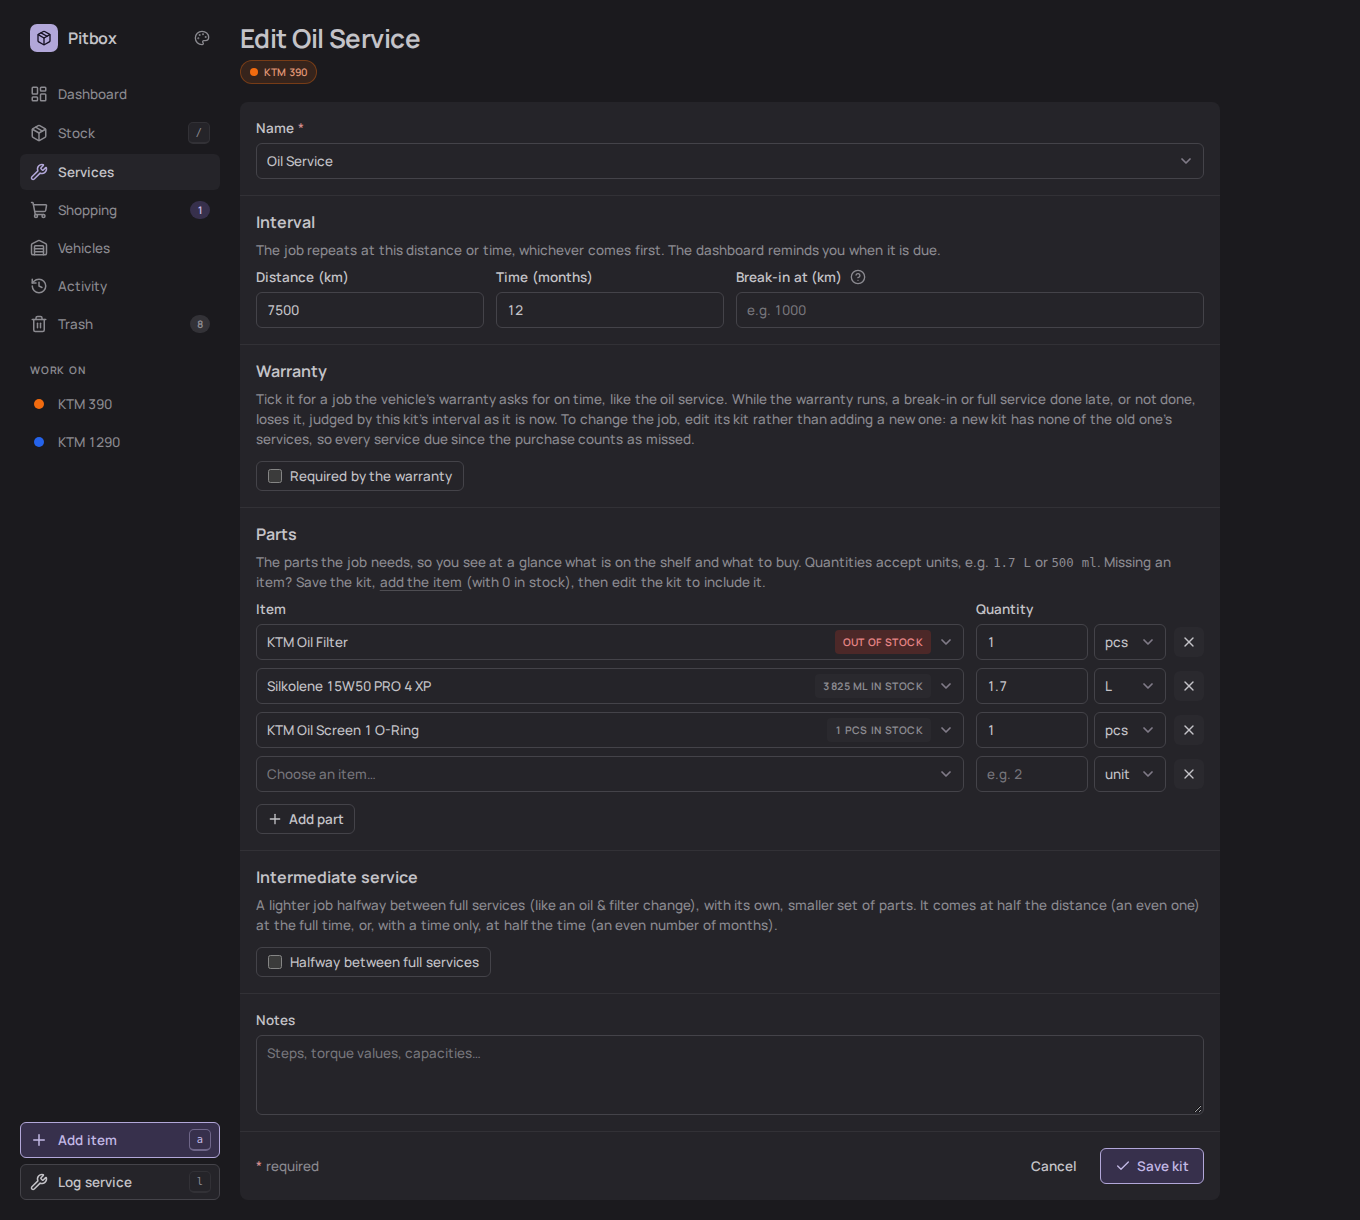 Pitbox
Dashboard
Stock /
Services
Shopping 1
Vehicles
Activity
Trash 8
WORK ON
KTM 390
KTM 1290
Add item a
Log service l
Edit Oil Service
KTM 390
Name *
Oil Service
Interval
The job repeats at this distance or time, whichever comes first. The dashboard reminds you when it is due.
Distance (km) Time (months) Break-in at (km)
7500 12 e.g. 1000
Warranty
Tick it for a job the vehicle's warranty asks for on time, like the oil service. While the warranty runs, a break-in or full service done late, or not done,
loses it, judged by this kit's interval as it is now. To change the job, edit its kit rather than adding a new one: a new kit has none of the old one's
services, so every service due since the purchase counts as missed.
Required by the warranty
Parts
The parts the job needs, so you see at a glance what is on the shelf and what to buy. Quantities accept units, e.g. 1.7 L or 500 ml. Missing an
item? Save the kit, add the item (with 0 in stock), then edit the kit to include it.
Item Quantity
KTM Oil Filter OUT OF STOCK 1 pcs
Silkolene 15W50 PRO 4 XP 3 825 ML IN STOCK 1.7 L
KTM Oil Screen 1 O-Ring 1 PCS IN STOCK 1 pcs
Choose an item... e.g. 2 unit
Add part
Intermediate service
A lighter job halfway between full services (like an oil & filter change), with its own, smaller set of parts. It comes at half the distance (an even one)
at the full time, or, with a time only, at half the time (an even number of months).
Halfway between full services
Notes
Steps, torque values, capacities...
* required Cancel Save kit